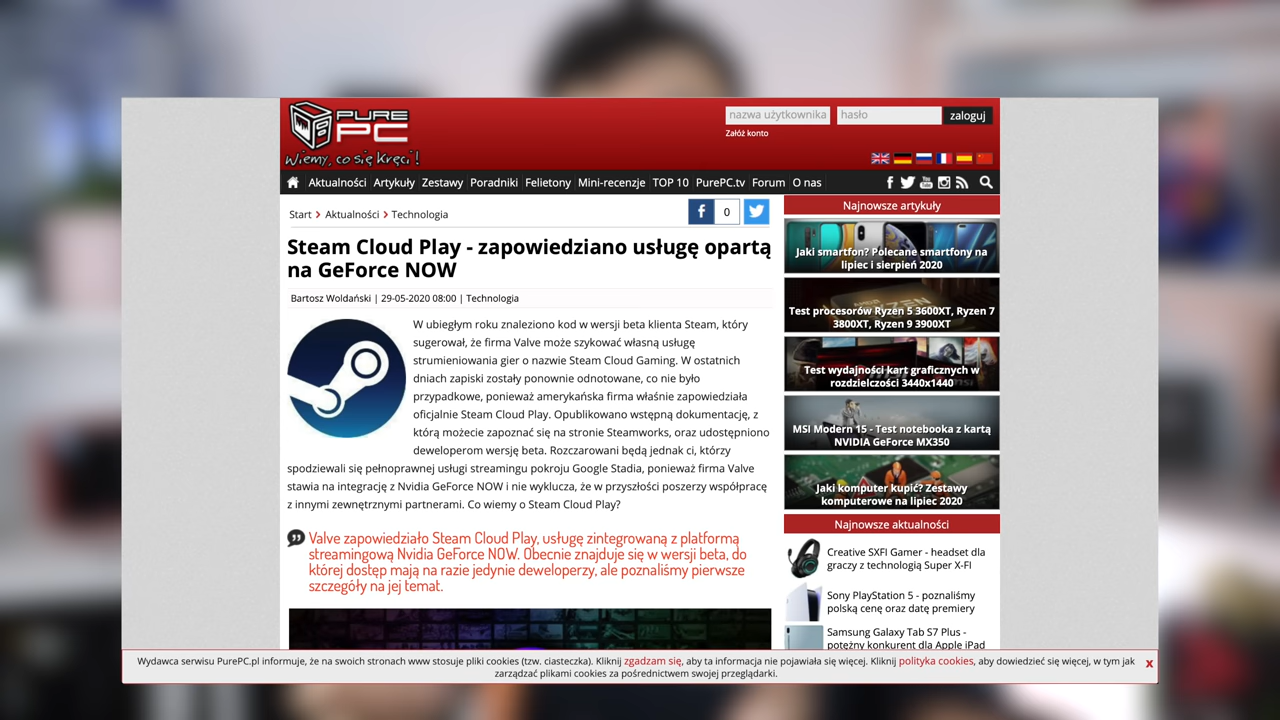 PURE
PC
Wiemy, co się kręci!
nazwa użytkownika
hasło
zaloguj
Załóż konto
Aktualności
Artykuły
Zestawy
Poradniki
Felietony
Mini-recenzje
TOP 10
PurePC.tv
Forum
O nas
Start
Aktualności
Technologia
0
Steam Cloud Play - zapowiedziano usługę opartą
na GeForce NOW
Bartosz Woldański | 29-05-2020 08:00 | Technologia
W ubiegłym roku znaleziono kod w wersji beta klienta Steam, który
sugerował, że firma Valve może szykować własną usługę
strumieniowania gier o nazwie Steam Cloud Gaming. W ostatnich
dniach zapiski zostały ponownie odnotowane, co nie było
przypadkowe, ponieważ amerykańska firma właśnie zapowiedziała
oficjalnie Steam Cloud Play. Opublikowano wstępną dokumentację, z
którą możecie zapoznać się na stronie Steamworks, oraz udostępniono
deweloperom wersję beta. Rozczarowani będą jednak ci, którzy
spodziewali się pełnoprawnej usługi streamingu pokroju Google Stadia, ponieważ firma Valve
stawia na integrację z Nvidia GeForce NOW i nie wyklucza, że w przyszłości poszerzy współpracę
z innymi zewnętrznymi partnerami. Co wiemy o Steam Cloud Play?
Valve zapowiedziało Steam Cloud Play, usługę zintegrowaną z platformą
streamingową Nvidia GeForce NOW. Obecnie znajduje się w wersji beta, do
której dostęp mają na razie jedynie deweloperzy, ale poznaliśmy pierwsze
szczegóły na jej temat.
Najnowsze artykuły
Jaki smartfon? Polecane smartfony na
lipiec i sierpień 2020
Test procesorów Ryzen 5 3600XT, Ryzen 7
3800XT, Ryzen 9 3900XT
Test wydajności kart graficznych w
rozdzielczości 3440x1440
MSI Modern 15 - Test notebooka z kartą
NVIDIA GeForce MX350
Jaki komputer kupić? Zestawy
komputerowe na lipiec 2020
Najnowsze aktualności
Creative SXFI Gamer - headset dla
graczy z technologią Super X-FI
Sony PlayStation 5 - poznaliśmy
polską cenę oraz datę premiery
Samsung Galaxy Tab S7 Plus -
potężny konkurent dla Apple iPad
Wydawca serwisu PurePC.pl informuje, że na swoich stronach www stosuje pliki cookies (tzw. ciasteczka). Kliknij zgadzam się, aby ta informacja nie pojawiała się więcej. Kliknij polityka cookies, aby dowiedzieć się więcej, w tym jak
zarządzać plikami cookies za pośrednictwem swojej przeglądarki.
x